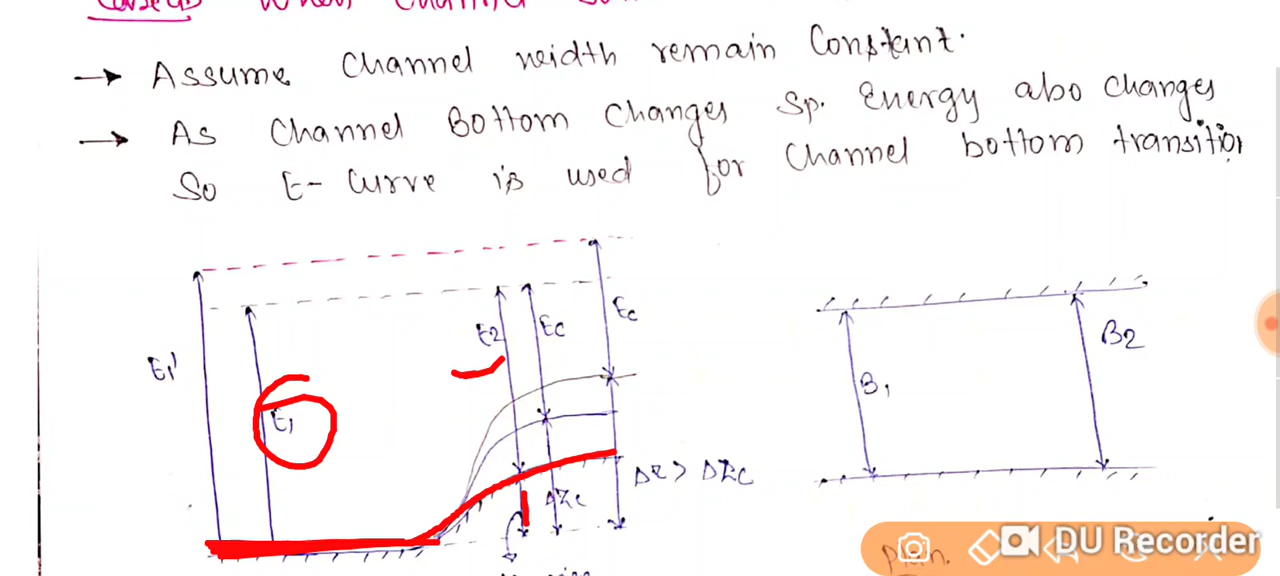 → Assume Channel width remain Constant.
→ As Channel Bottom Changes Sp. Energy also Changes
So E- Curve is used for Channel bottom transition
E1'
E1
E2
Ec
Ec
ΔZc
ΔZ > ΔZc
B1
B2
Plan.
DU Recorder